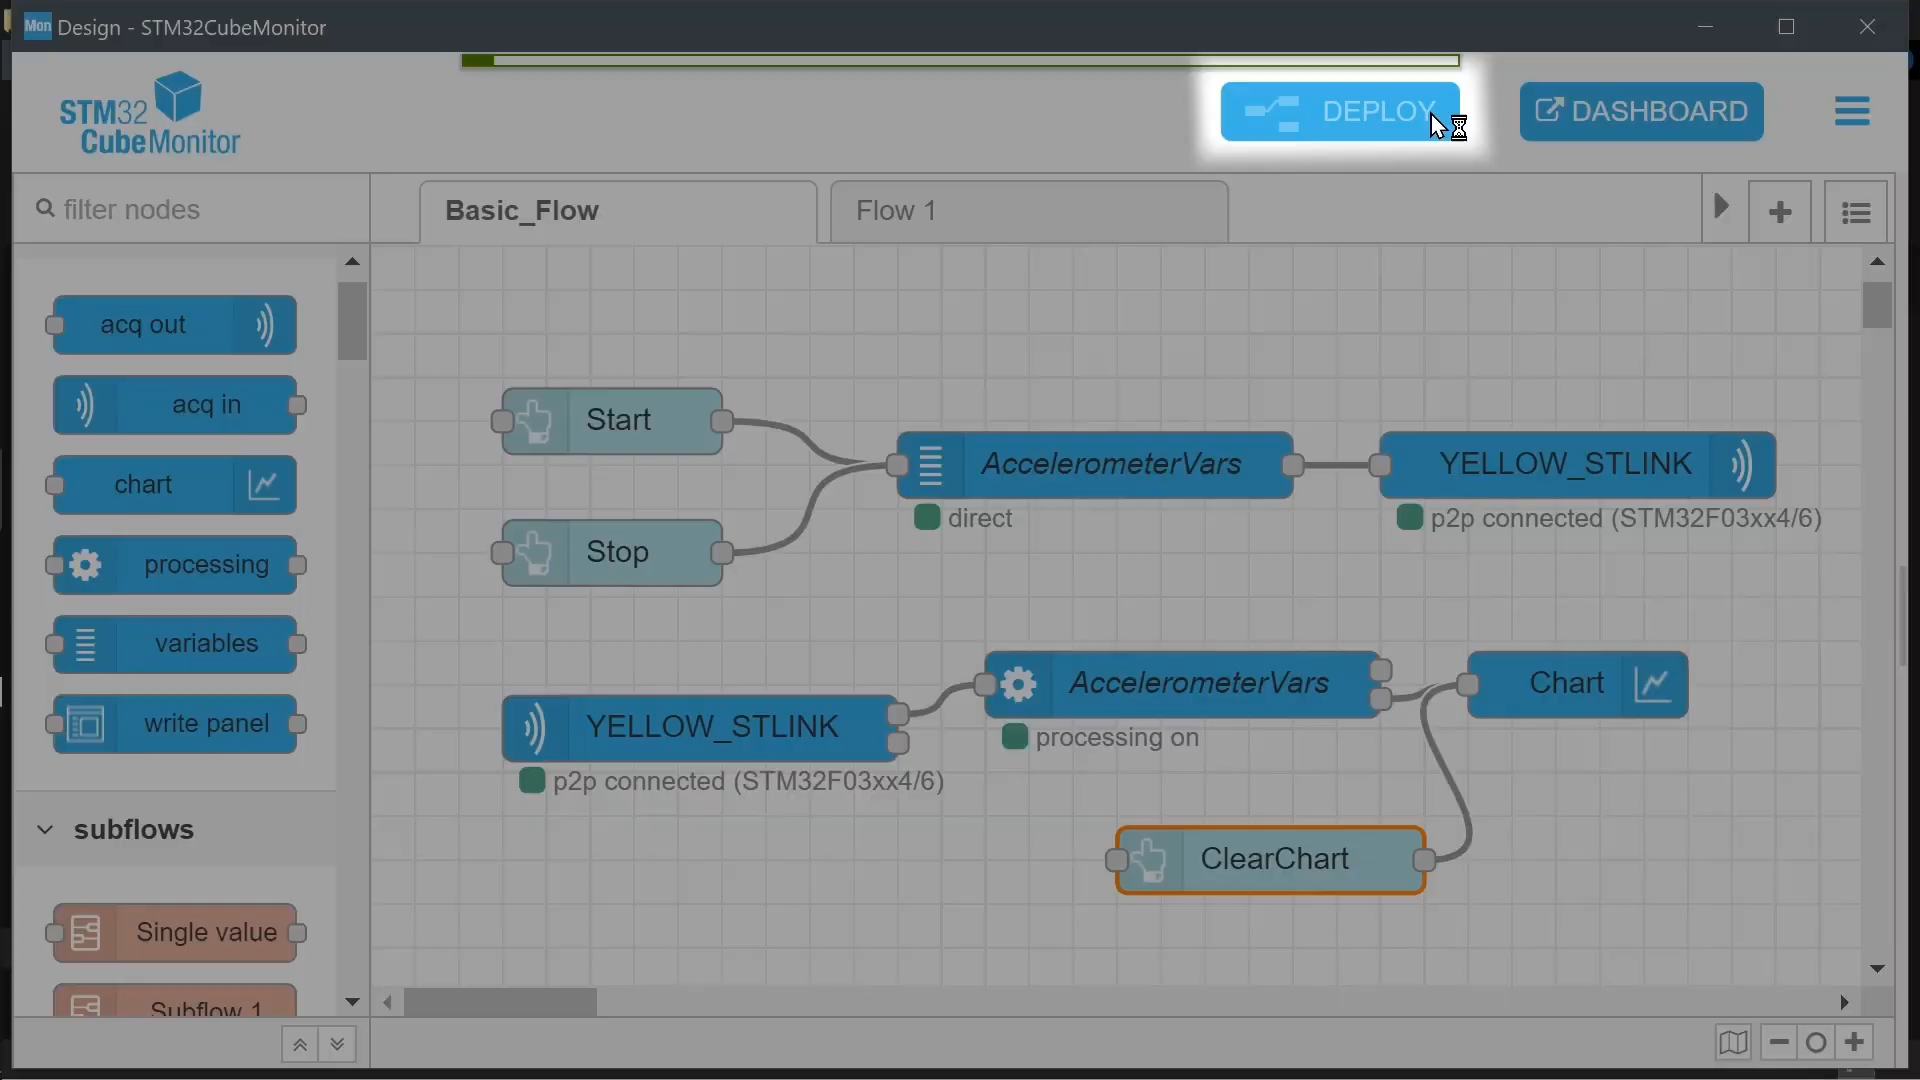 Mon Design - STM32CubeMonitor
STM32
CubeMonitor
DEPLOY
DASHBOARD
filter nodes
Basic_Flow
Flow 1
acq out
acq in
chart
processing
variables
write panel
subflows
Single value
Subflow 1
Start
Stop
AccelerometerVars
direct
YELLOW_STLINK
p2p connected (STM32F03xx4/6)
YELLOW_STLINK
p2p connected (STM32F03xx4/6)
AccelerometerVars
processing on
Chart
ClearChart